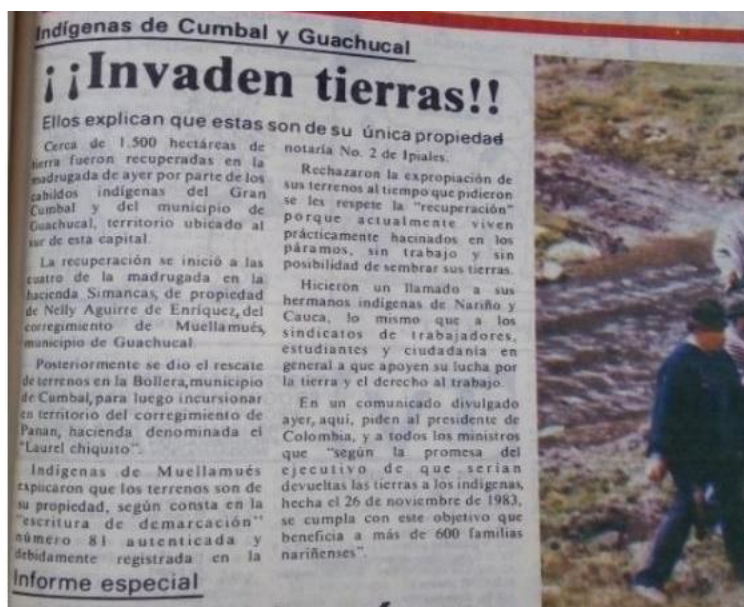 Indígenas de Cumbal y Guachucal
¡¡Invaden tierras!!
Ellos explican que estas son de su única propiedad
Cerca de 1.500 hectáreas de
tierra fueron recuperadas en la
madrugada de ayer por parte de los
cabildos indígenas del Gran
Cumbal y del municipio de
Guachucal, territorio ubicado al
sur de esta capital.
La recuperación se inició a las
cuatro de la madrugada en la
hacienda Simancas, de propiedad
de Nelly Aguirre de Enríquez, del
corregimiento de Muellamués,
municipio de Guachucal
Posteriormente se dio el rescate
de terrenos en la Bollera, municipio
de Cumbal, para luego incursionar
en territorio del corregimiento de
Panan, hacienda denominada el
"Laurel chiquito".
Indígenas de Muellamués
explicaron que los terrenos son de
su propiedad, según consta en la
"escritura de demarcación"
número 81 autenticada y
debidamente registrada en la
notaría No. 2 de Ipiales.
Rechazaron la expropiación de
sus terrenos al tiempo que pidieron
se les respete la "recuperación"
porque actualmente viven
prácticamente hacinados en los
páramos, sin trabajo y sin
posibilidad de sembrar sus tierras.
Hicieron un llamado a sus
hermanos indígenas de Nariño y
Cauca, lo mismo que a los
sindicatos de trabajadores,
estudiantes y ciudadanía en
general a que apoyen su lucha por
la tierra y el derecho al trabajo.
En un comunicado divulgado
ayer, aquí, piden al presidente de
Colombia, y a todos los ministros
que "según la promesa del
ejecutivo de que serían
devueltas las tierras a los indígenas,
hecha el 26 de noviembre de 1983,
se cumpla con este objetivo que
beneficia a más de 600 familias
nariñenses".
Informe especial